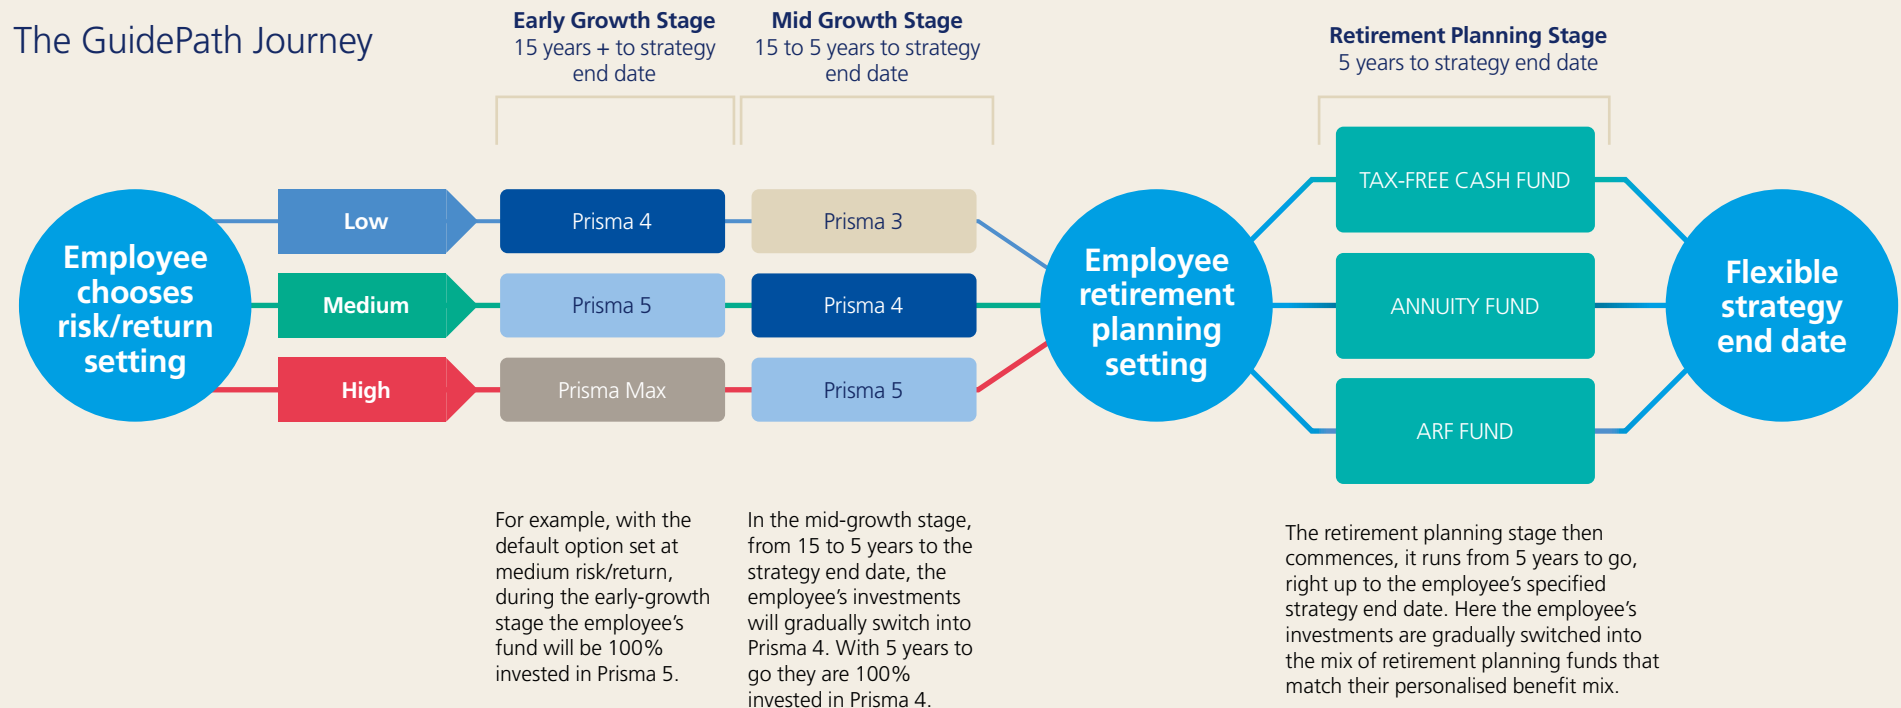 The GuidePath Journey
Early Growth Stage
15 years + to strategy
end date
Mid Growth Stage
15 to 5 years to strategy
end date
Retirement Planning Stage
5 years to strategy end date
Employee
chooses
risk/return
setting
Low
Prisma 4
Prisma 3
Medium
Prisma 5
Prisma 4
High
Prisma Max
Prisma 5
Employee
retirement
planning
setting
TAX-FREE CASH FUND
ANNUITY FUND
ARF FUND
Flexible
strategy
end date
For example, with the
default option set at
medium risk/return,
during the early-growth
stage the employee’s
fund will be 100%
invested in Prisma 5.
In the mid-growth stage,
from 15 to 5 years to the
strategy end date, the
employee’s investments
will gradually switch into
Prisma 4. With 5 years to
go they are 100%
invested in Prisma 4.
The retirement planning stage then
commences, it runs from 5 years to go,
right up to the employee’s specified
strategy end date. Here the employee’s
investments are gradually switched into
the mix of retirement planning funds that
match their personalised benefit mix.